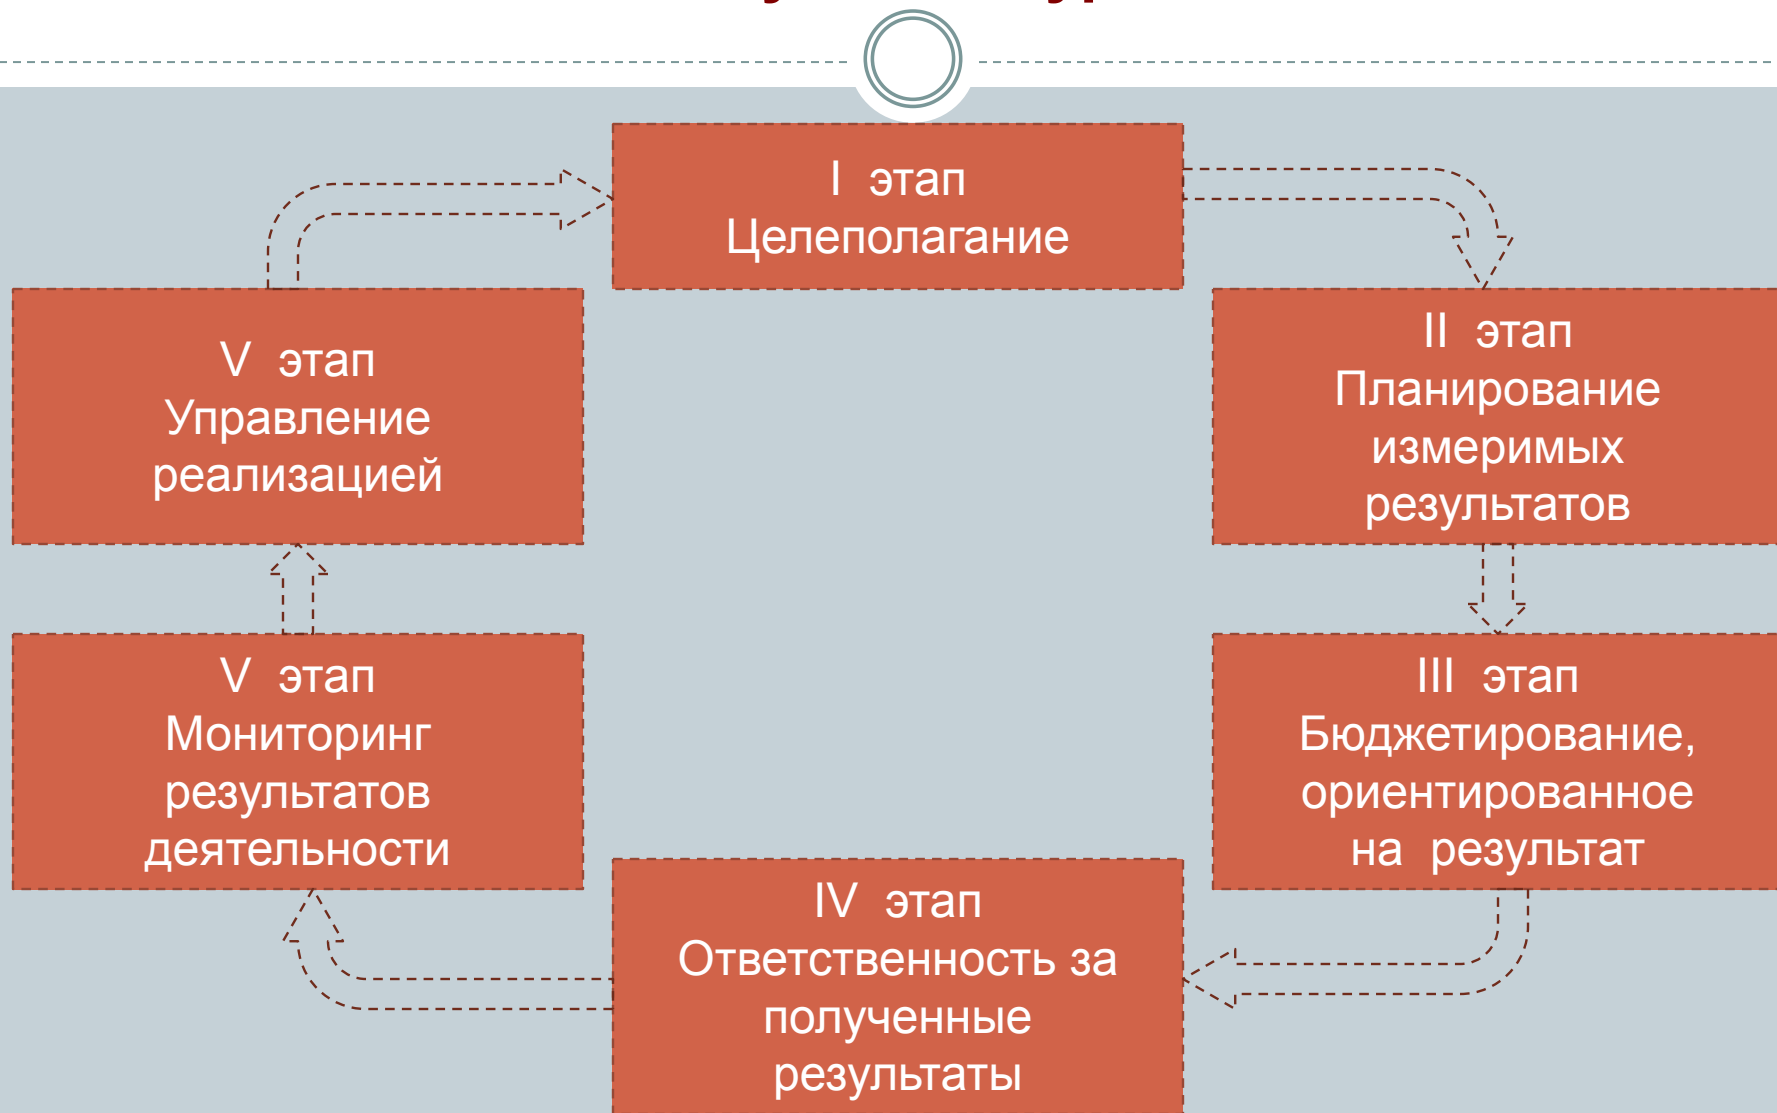 I этап
Целеполагание
II этап
Планирование
измеримых
результатов
III этап
Бюджетирование,
ориентированное
на результат
IV этап
Ответственность за
полученные
результаты
V этап
Мониторинг
результатов
деятельности
V этап
Управление
реализацией